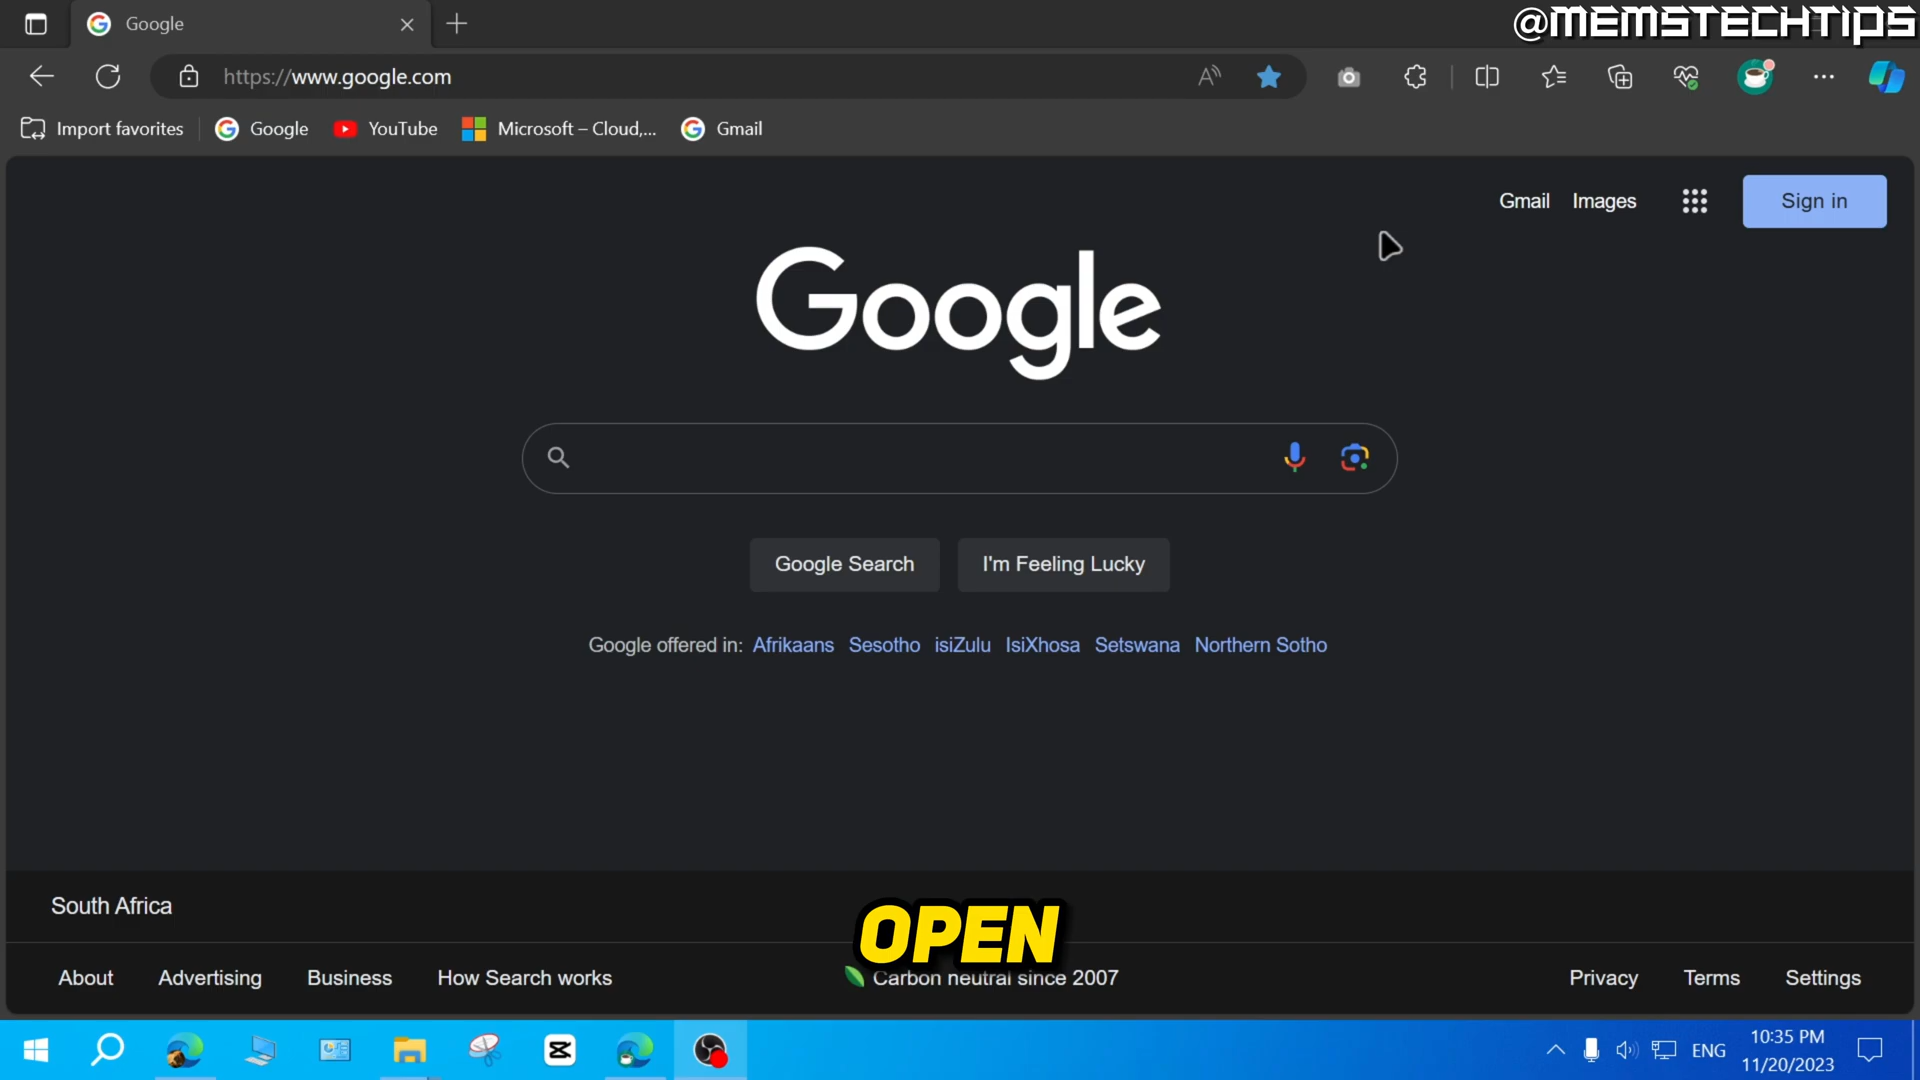 Google
@MEMSTECHTIPS
https://www.google.com
Import favorites Google YouTube Microsoft – Cloud,... Gmail
Gmail Images Sign in
Google
Google Search I'm Feeling Lucky
Google offered in: Afrikaans Sesotho isiZulu IsiXhosa Setswana Northern Sotho
South Africa
OPEN
About Advertising Business How Search works Carbon neutral since 2007 Privacy Terms Settings
ENG 10:35 PM
11/20/2023